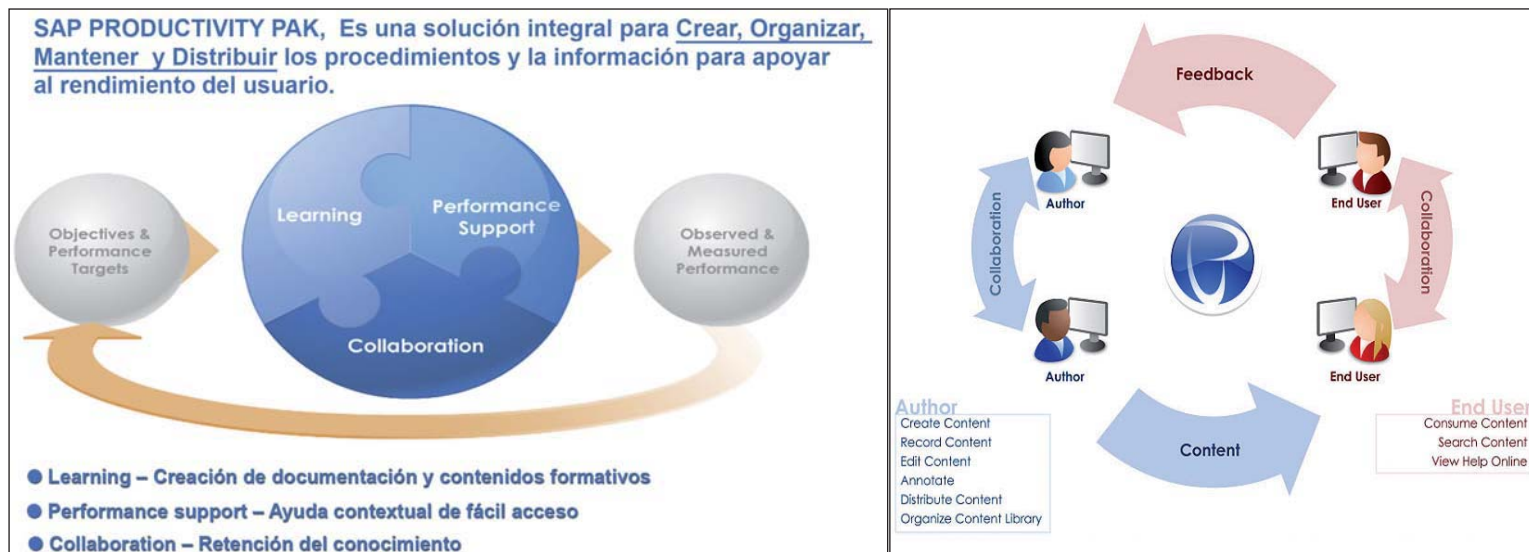 SAP PRODUCTIVITY PAK, Es una solución integral para Crear, Organizar,
Mantener y Distribuir los procedimientos y la información para apoyar
al rendimiento del usuario.
Objectives &
Performance
Targets
Learning
Performance
Support
Collaboration
Observed &
Measured
Performance
● Learning – Creación de documentación y contenidos formativos
● Performance support – Ayuda contextual de fácil acceso
● Collaboration – Retención del conocimiento
Feedback
Author
End User
Collaboration
Collaboration
Author
End User
Content
Author
Create Content
Record Content
Edit Content
Annotate
Distribute Content
Organize Content Library
End User
Consume Content
Search Content
View Help Online